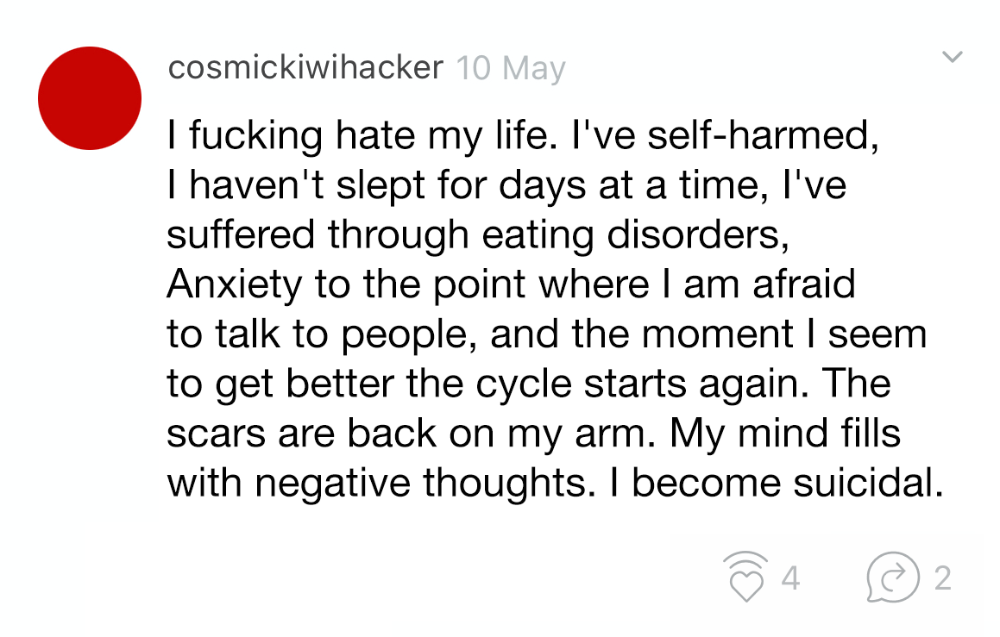 cosmickiwihacker 10 May
I fucking hate my life. I've self-harmed,
I haven't slept for days at a time, I've
suffered through eating disorders,
Anxiety to the point where I am afraid
to talk to people, and the moment I seem
to get better the cycle starts again. The
scars are back on my arm. My mind fills
with negative thoughts. I become suicidal.
4 2